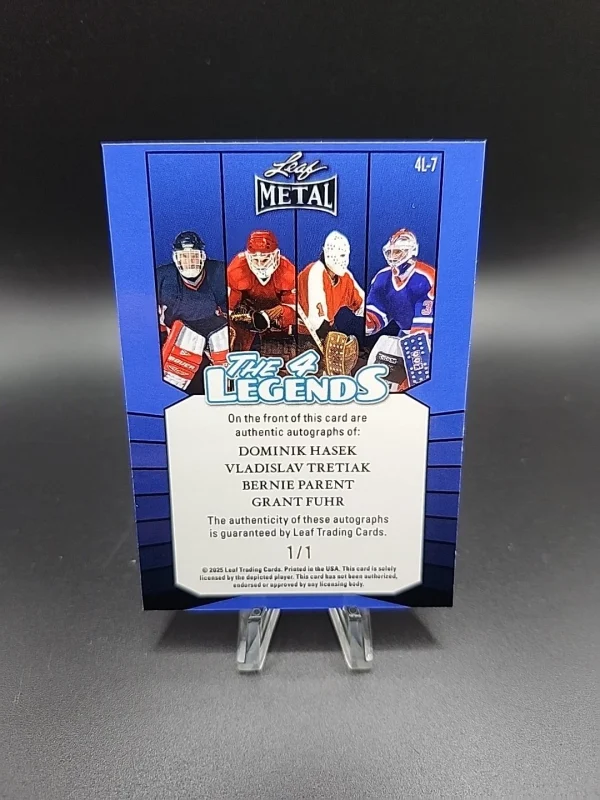 Leaf
METAL
4L-7
1
3
THE 4
LEGENDS
On the front of this card are
authentic autographs of:
DOMINIK HASEK
VLADISLAV TRETIAK
BERNIE PARENT
GRANT FUHR
The authenticity of these autographs
is guaranteed by Leaf Trading Cards.
1/1
© 2025 Leaf Trading Cards. Printed in the USA. This card is solely
licensed by the depicted player. This card has not been authorized,
endorsed or approved by any licensing body.